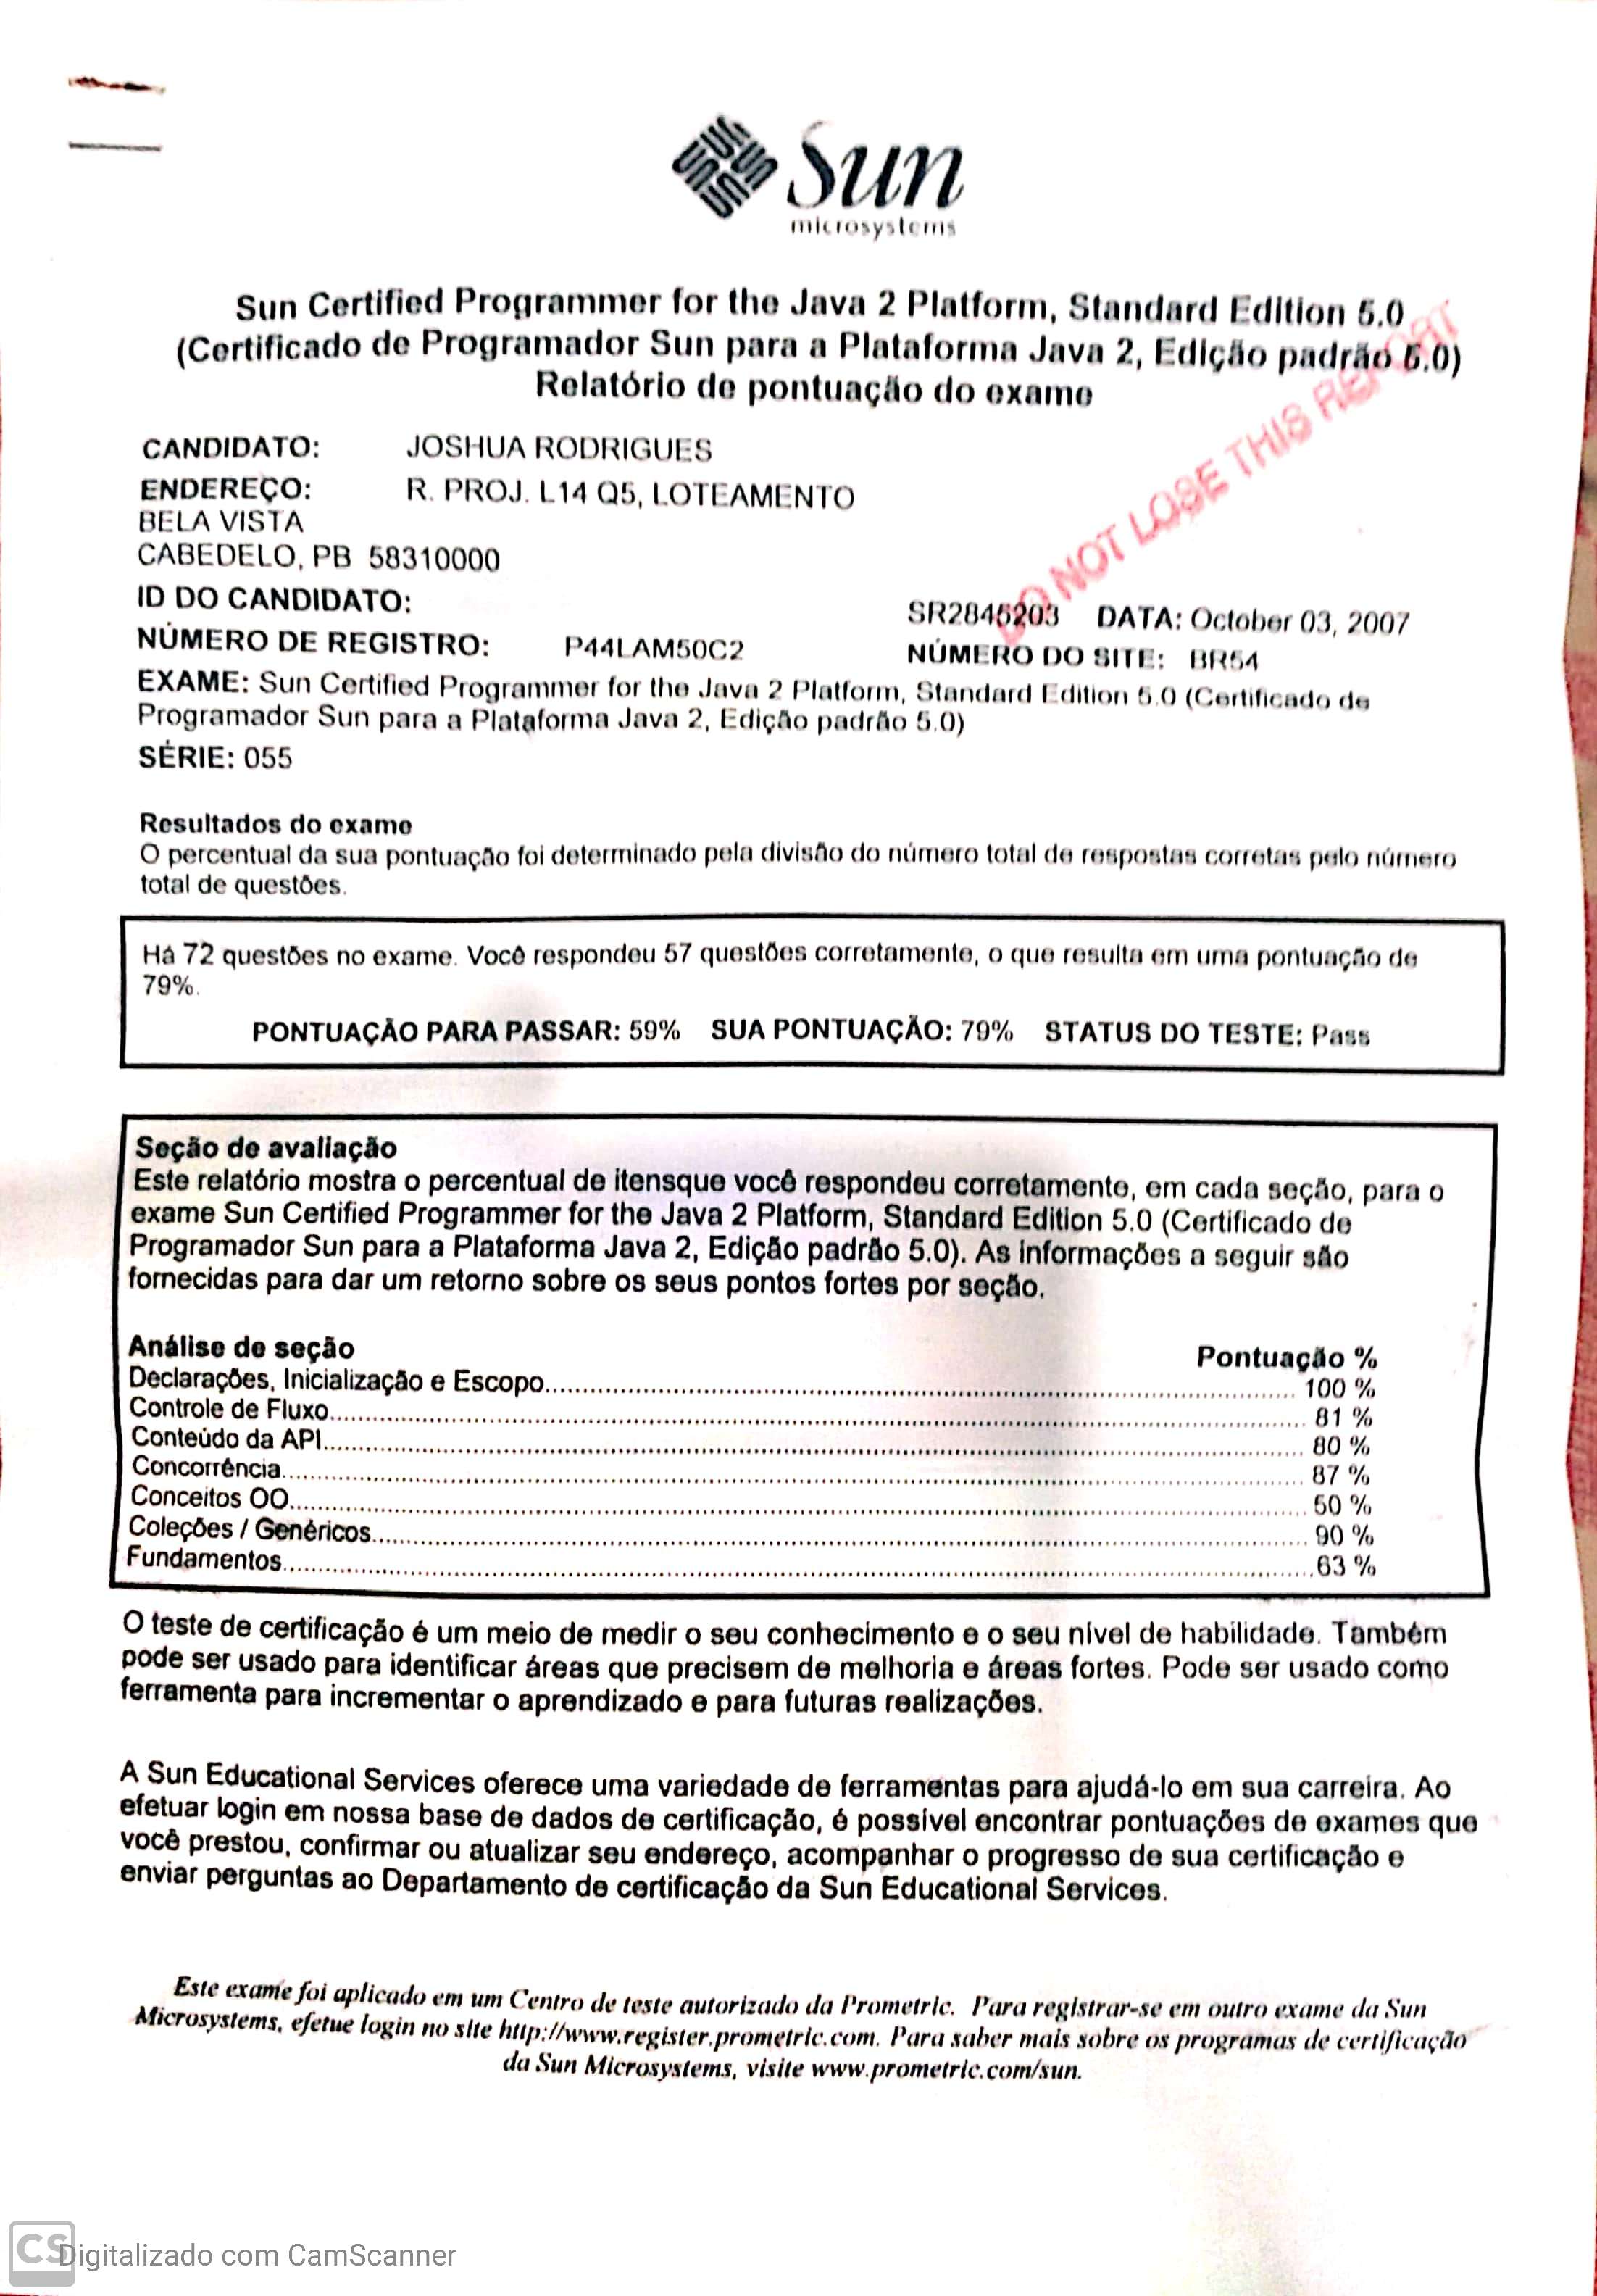 Sun
microsystems
Sun Certified Programmer for the Java 2 Platform, Standard Edition 5.0
(Certificado de Programador Sun para a Plataforma Java 2, Edição padrão 5.0)
Relatório de pontuação do exame
DO NOT LOSE THIS REPORT
CANDIDATO: JOSHUA RODRIGUES
ENDEREÇO: R. PROJ. L14 Q5, LOTEAMENTO
BELA VISTA
CABEDELO, PB 58310000
ID DO CANDIDATO: SR2845203 DATA: October 03, 2007
NÚMERO DE REGISTRO: P44LAM50C2 NÚMERO DO SITE: BR54
EXAME: Sun Certified Programmer for the Java 2 Platform, Standard Edition 5.0 (Certificado de
Programador Sun para a Plataforma Java 2, Edição padrão 5.0)
SÉRIE: 055
Resultados do exame
O percentual da sua pontuação foi determinado pela divisão do número total de respostas corretas pelo número
total de questões.
Há 72 questões no exame. Você respondeu 57 questões corretamente, o que resulta em uma pontuação de
79%.
PONTUAÇÃO PARA PASSAR: 59% SUA PONTUAÇÃO: 79% STATUS DO TESTE: Pass
Seção de avaliação
Este relatório mostra o percentual de itensque você respondeu corretamente, em cada seção, para o
exame Sun Certified Programmer for the Java 2 Platform, Standard Edition 5.0 (Certificado de
Programador Sun para a Plataforma Java 2, Edição padrão 5.0). As informações a seguir são
fornecidas para dar um retorno sobre os seus pontos fortes por seção.
Análise de seção Pontuação %
Declarações, Inicialização e Escopo 100 %
Controle de Fluxo 81 %
Conteúdo da API 80 %
Concorrência 87 %
Conceitos OO 50 %
Coleções / Genéricos 90 %
Fundamentos 63 %
O teste de certificação é um meio de medir o seu conhecimento e o seu nível de habilidade. Também
pode ser usado para identificar áreas que precisem de melhoria e áreas fortes. Pode ser usado como
ferramenta para incrementar o aprendizado e para futuras realizações.
A Sun Educational Services oferece uma variedade de ferramentas para ajudá-lo em sua carreira. Ao
efetuar login em nossa base de dados de certificação, é possível encontrar pontuações de exames que
você prestou, confirmar ou atualizar seu endereço, acompanhar o progresso de sua certificação e
enviar perguntas ao Departamento de certificação da Sun Educational Services.
Este exame foi aplicado em um Centro de teste autorizado da Prometric. Para registrar-se em outro exame da Sun
Microsystems, efetue login no site http://www.register.prometric.com. Para saber mais sobre os programas de certificação
da Sun Microsystems, visite www.prometric.com/sun.
CS Digitalizado com CamScanner